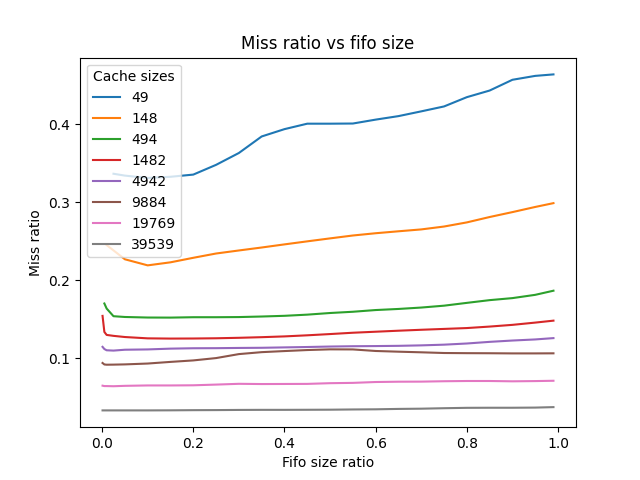 Miss ratio vs fifo size
Cache sizes
49
148
494
1482
4942
9884
19769
39539
0.4
0.3
0.2
0.1
Miss ratio
0.0 0.2 0.4 0.6 0.8 1.0
Fifo size ratio